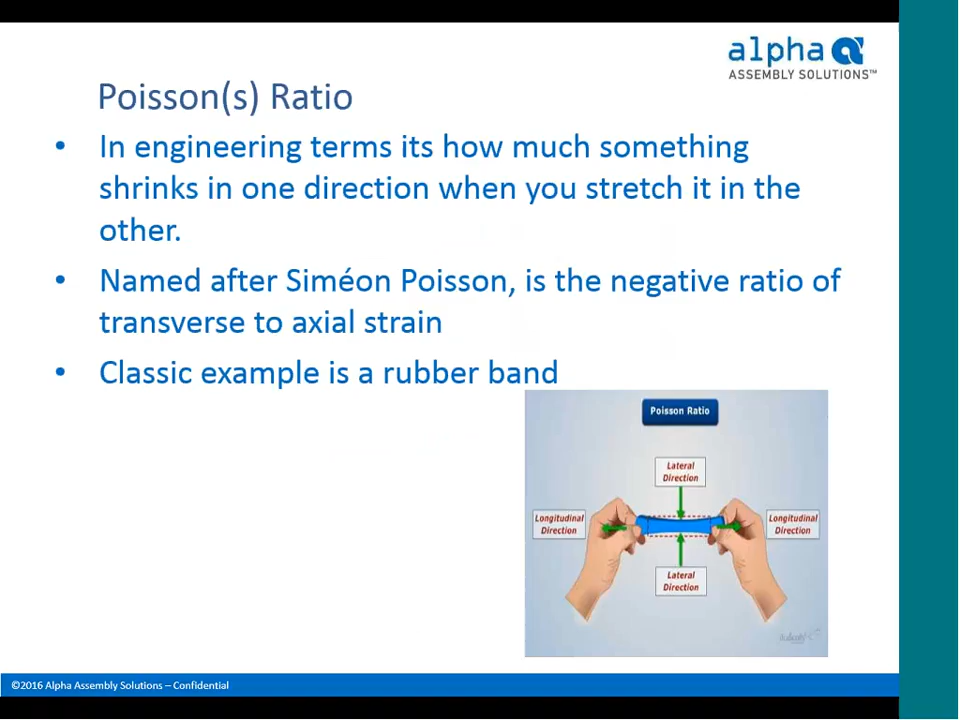 alpha
ASSEMBLY SOLUTIONS™
Poisson(s) Ratio
• In engineering terms its how much something
shrinks in one direction when you stretch it in the
other.
• Named after Siméon Poisson, is the negative ratio of
transverse to axial strain
• Classic example is a rubber band
Poisson Ratio
Lateral
Direction
Longitudinal
Direction
Longitudinal
Direction
Lateral
Direction
©2016 Alpha Assembly Solutions – Confidential